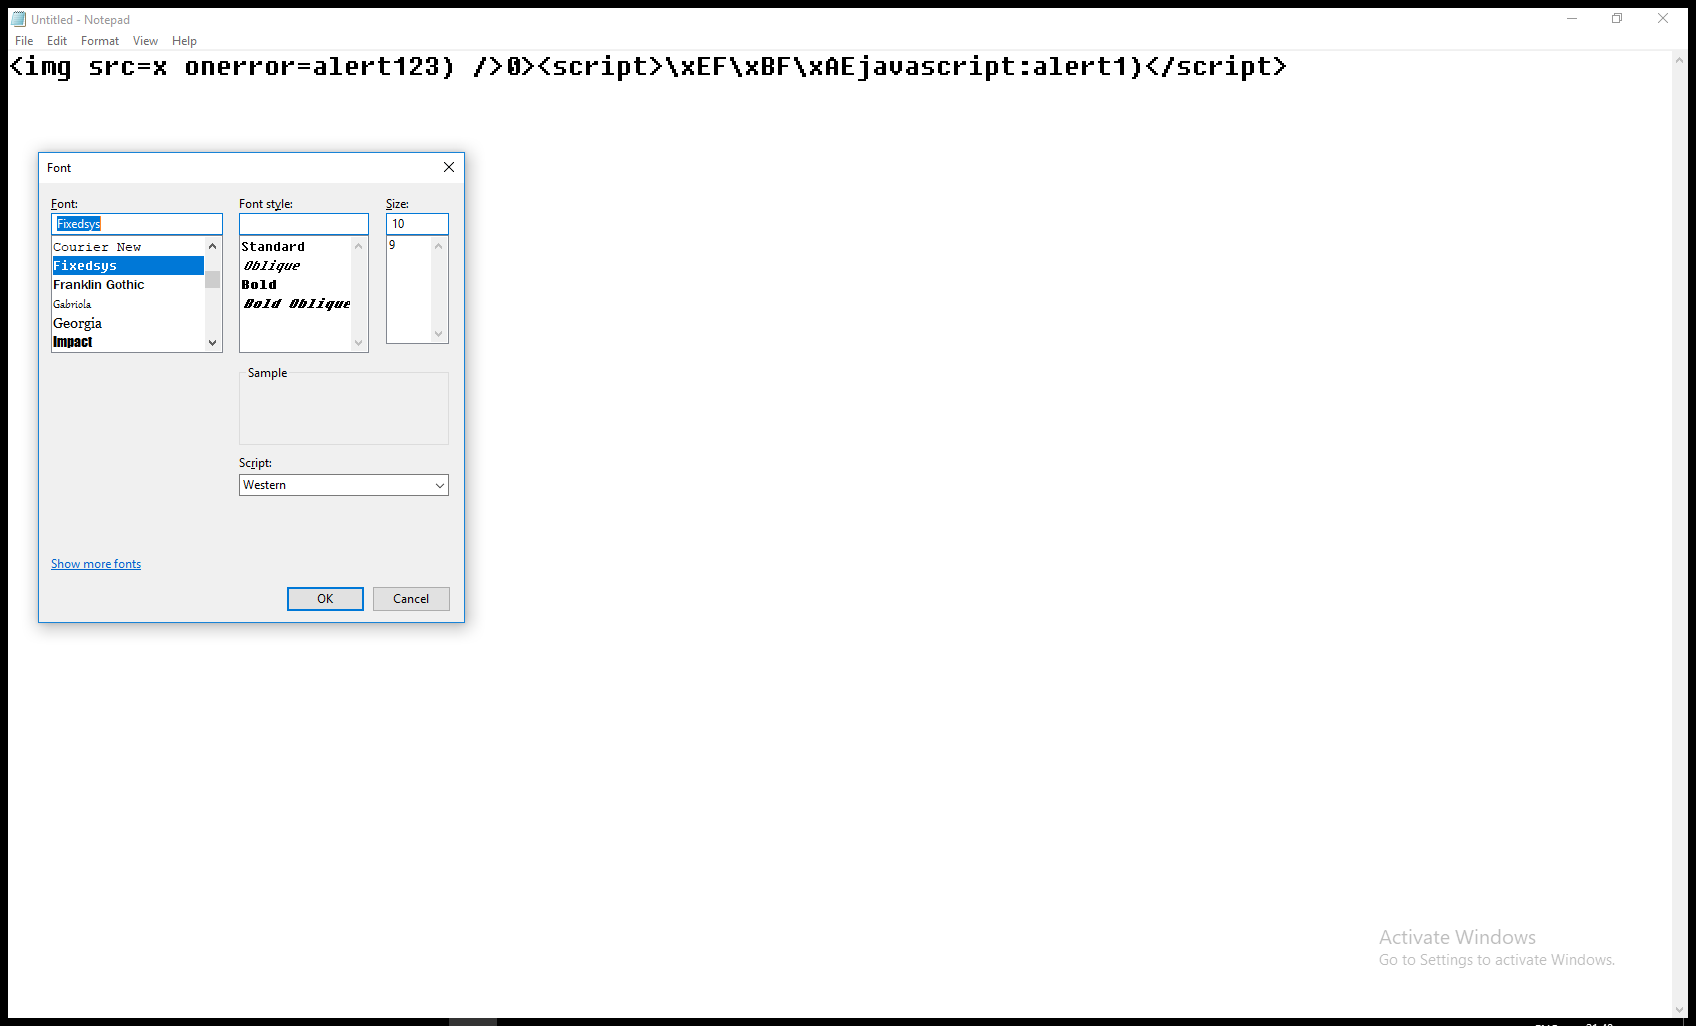 Untitled - Notepad
File Edit Format View Help
<img src=x onerror=alert123) />0><script>\xEF\xBF\xAEjavascript:alert1)</script>
Font
Font: Font style: Size:
Fixedsys 10
Courier New Standard 9
Fixedsys Oblique
Franklin Gothic Bold
Gabriola Bold Oblique
Georgia
Impact
Sample
Script:
Western
Show more fonts
OK Cancel
Activate Windows
Go to Settings to activate Windows.